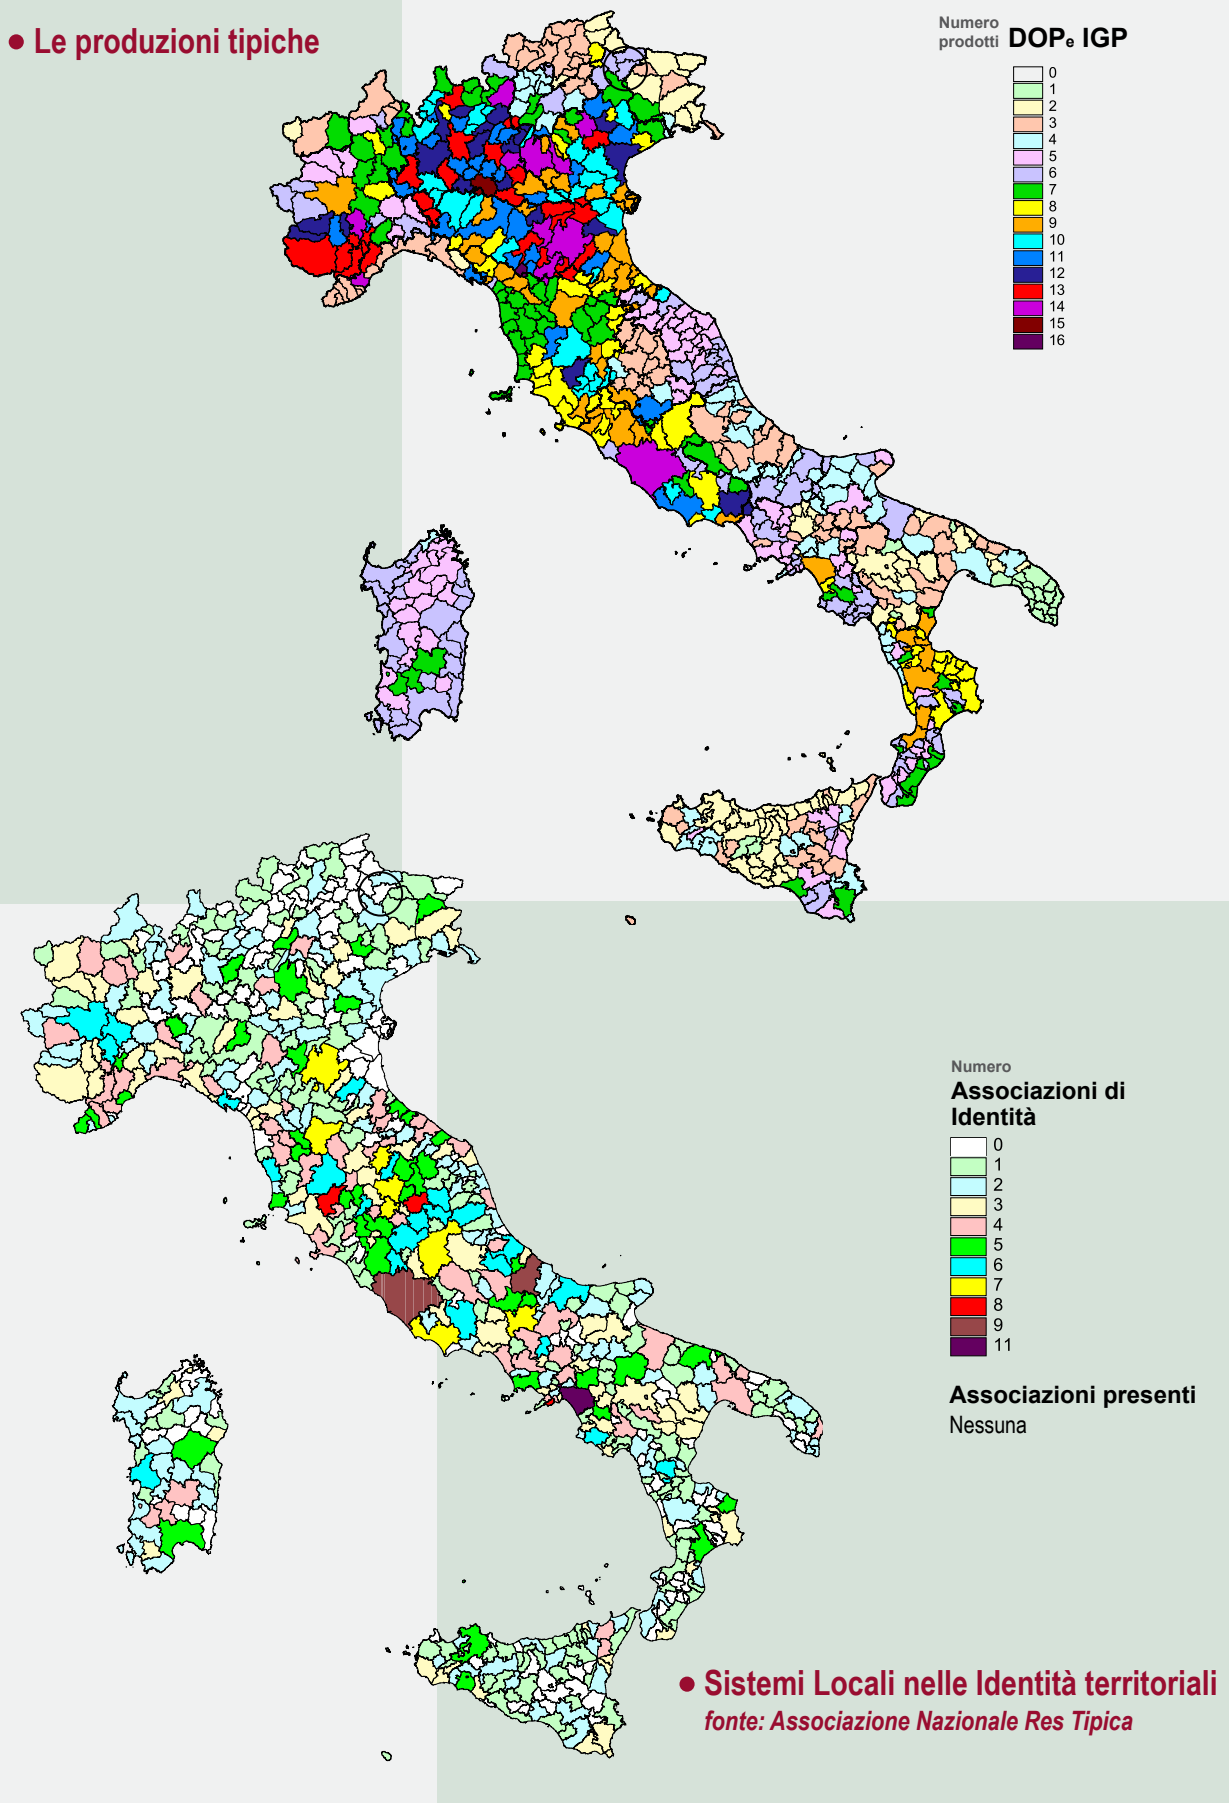 • Le produzioni tipiche
Numero
prodotti DOPe IGP
0
1
2
3
4
5
6
7
8
9
10
11
12
13
14
15
16
Numero
Associazioni di
Identità
0
1
2
3
4
5
6
7
8
9
11
Associazioni presenti
Nessuna
• Sistemi Locali nelle Identità territoriali
fonte: Associazione Nazionale Res Tipica